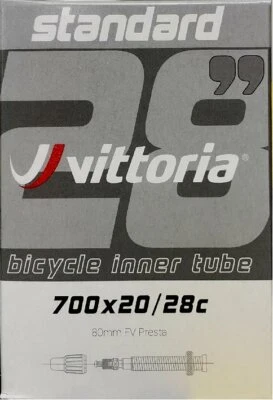 standard
28"
vittoria®
bicycle inner tube
700x20/28c
80mm FV Presta